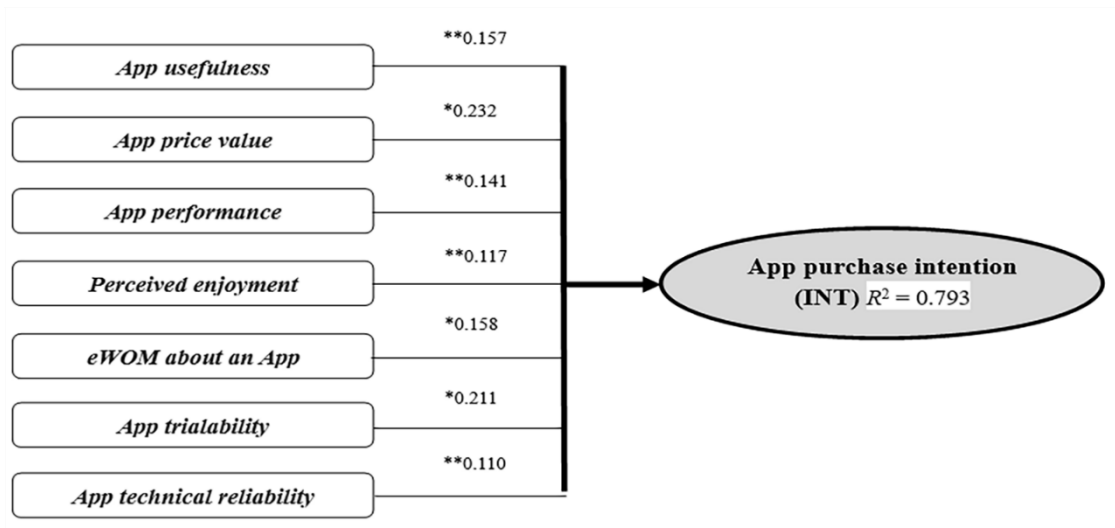 **0.157
App usefulness
*0.232
App price value
**0.141
App performance
**0.117
Perceived enjoyment
*0.158
eWOM about an App
*0.211
App trialability
**0.110
App technical reliability
App purchase intention
(INT) R² = 0.793